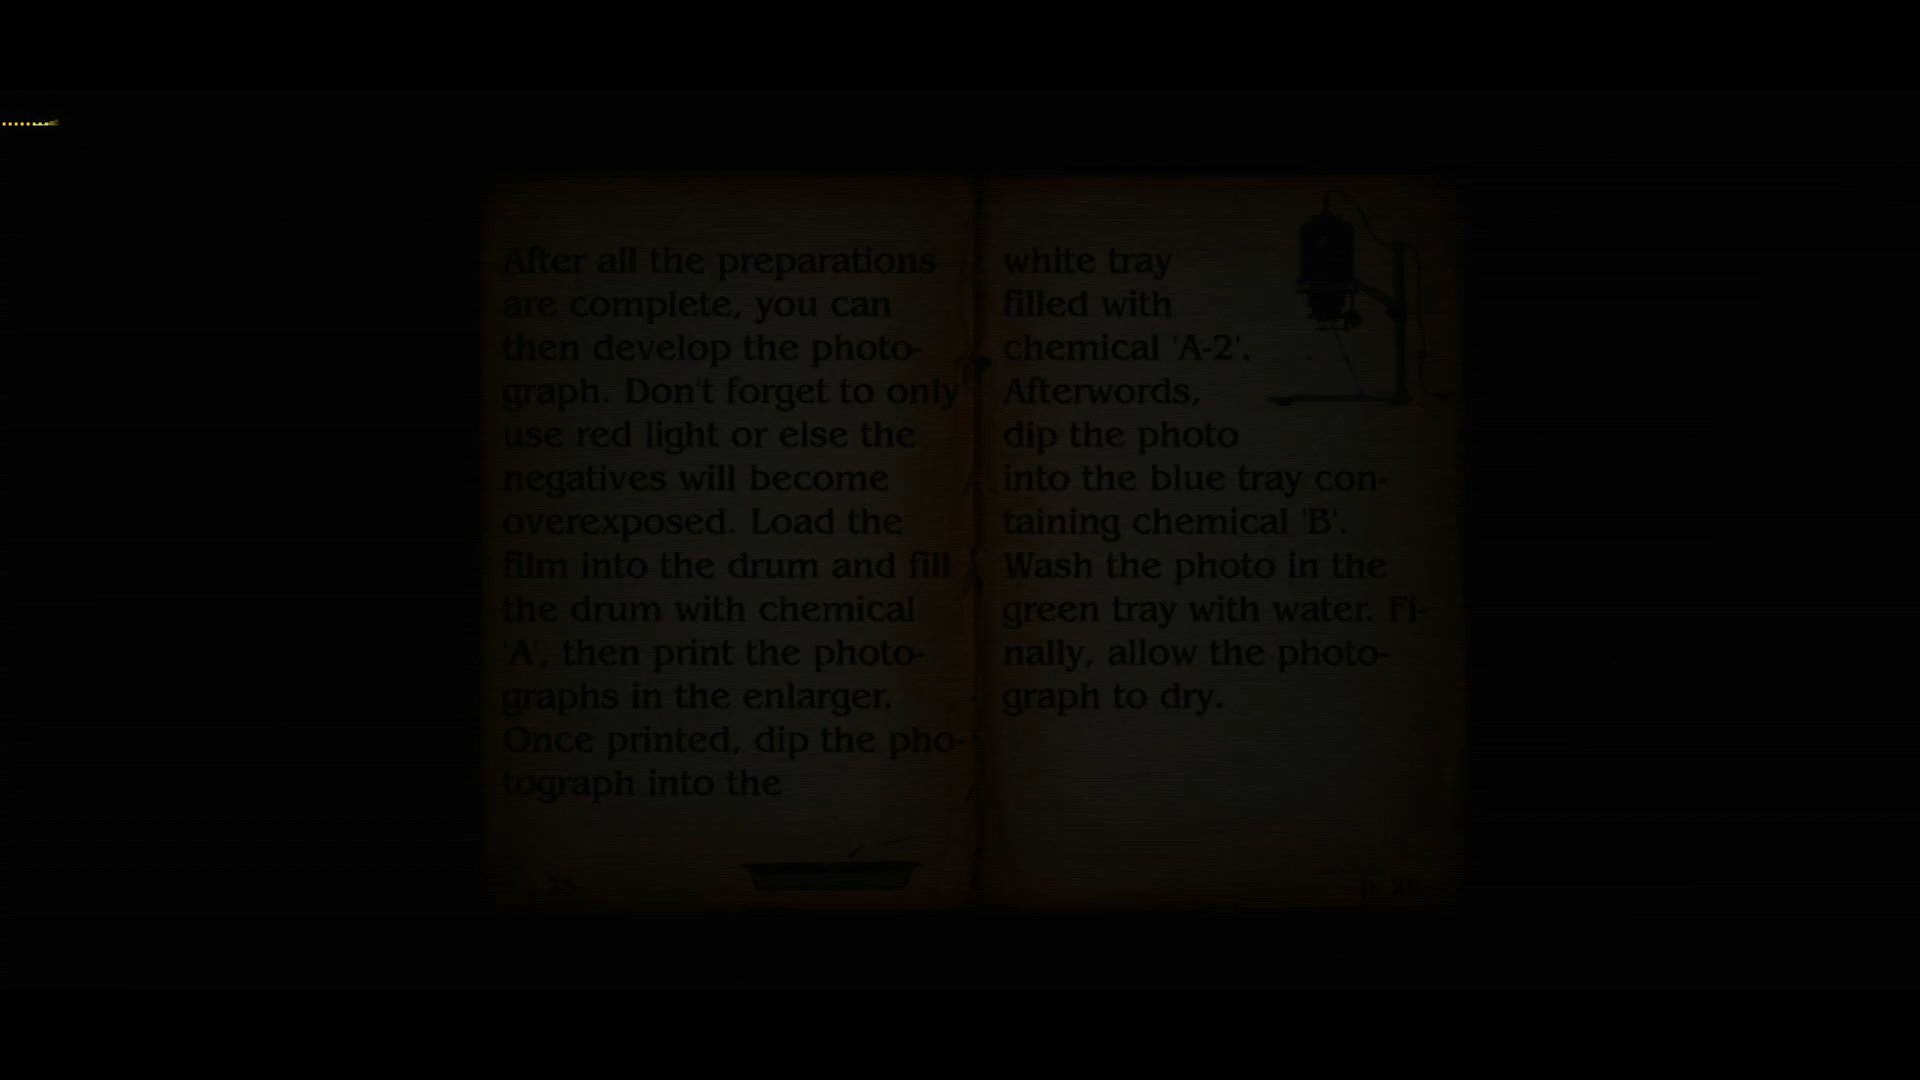 After all the preparations
are complete, you can
then develop the photo-
graph. Don't forget to only
use red light or else the
negatives will become
overexposed. Load the
film into the drum and fill
the drum with chemical
'A', then print the photo-
graphs in the enlarger.
Once printed, dip the pho-
tograph into the
25
white tray
filled with
chemical 'A-2'.
Afterwords,
dip the photo
into the blue tray con-
taining chemical 'B'.
Wash the photo in the
green tray with water. Fi-
nally, allow the photo-
graph to dry.
p. 26